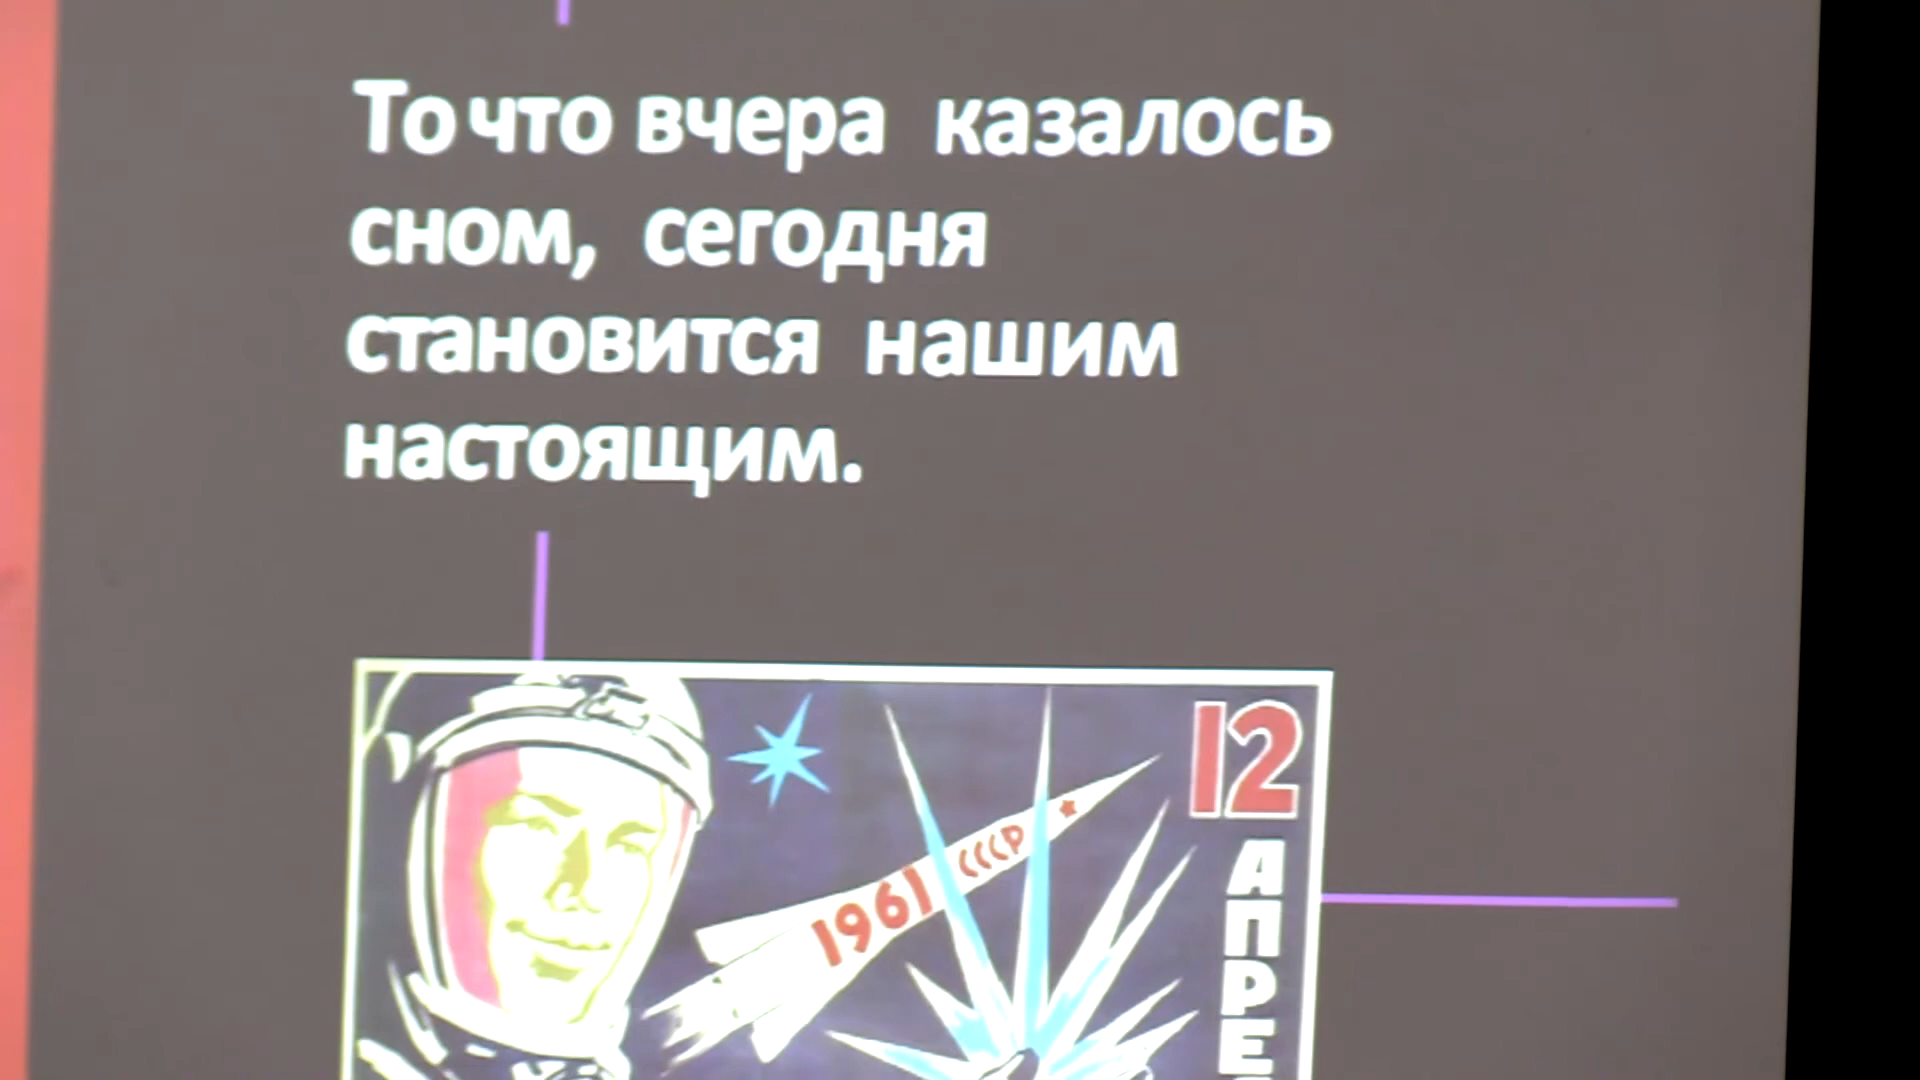 То что вчера казалось
сном, сегодня
становится нашим
настоящим.
12
АПРЕ
1961 СССР